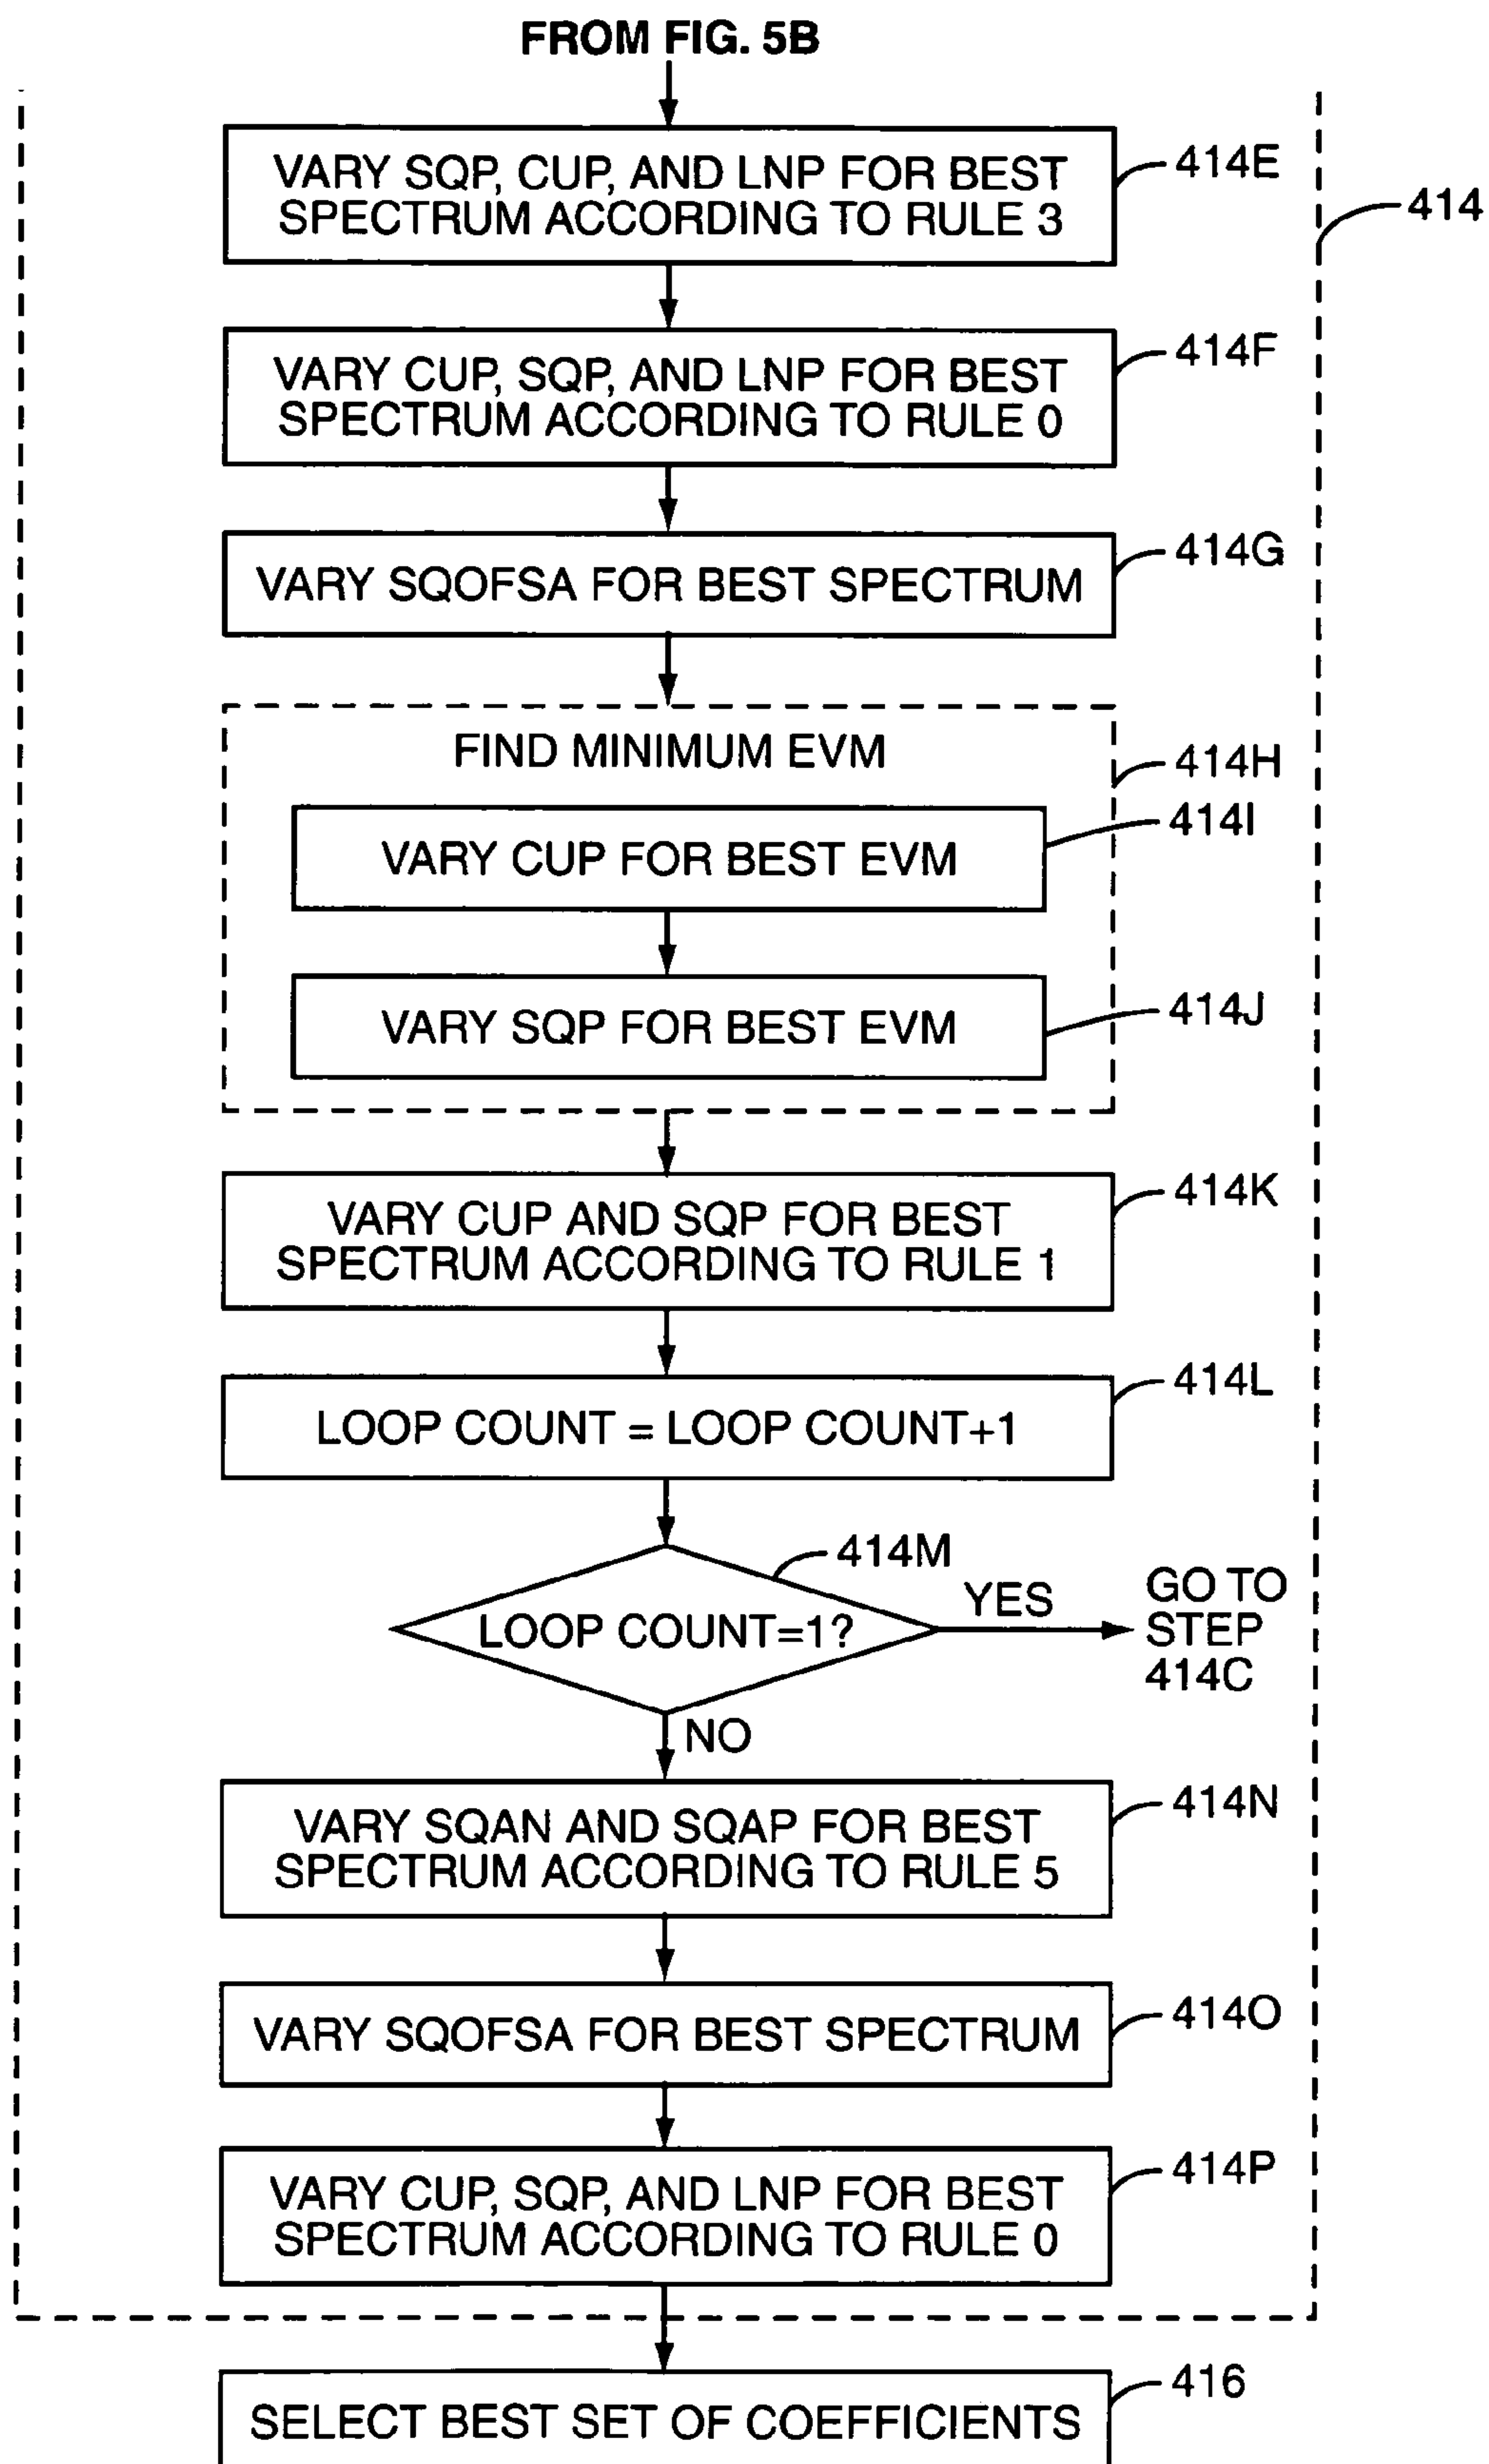 FROM FIG. 5B
VARY SQP, CUP, AND LNP FOR BEST
SPECTRUM ACCORDING TO RULE 3
414E
414
VARY CUP, SQP, AND LNP FOR BEST
SPECTRUM ACCORDING TO RULE 0
414F
VARY SQOFSA FOR BEST SPECTRUM
414G
FIND MINIMUM EVM
414H
VARY CUP FOR BEST EVM
414I
VARY SQP FOR BEST EVM
414J
VARY CUP AND SQP FOR BEST
SPECTRUM ACCORDING TO RULE 1
414K
LOOP COUNT = LOOP COUNT+1
414L
414M
LOOP COUNT=1?
YES
GO TO
STEP
414C
NO
VARY SQAN AND SQAP FOR BEST
SPECTRUM ACCORDING TO RULE 5
414N
VARY SQOFSA FOR BEST SPECTRUM
414O
VARY CUP, SQP, AND LNP FOR BEST
SPECTRUM ACCORDING TO RULE 0
414P
SELECT BEST SET OF COEFFICIENTS
416